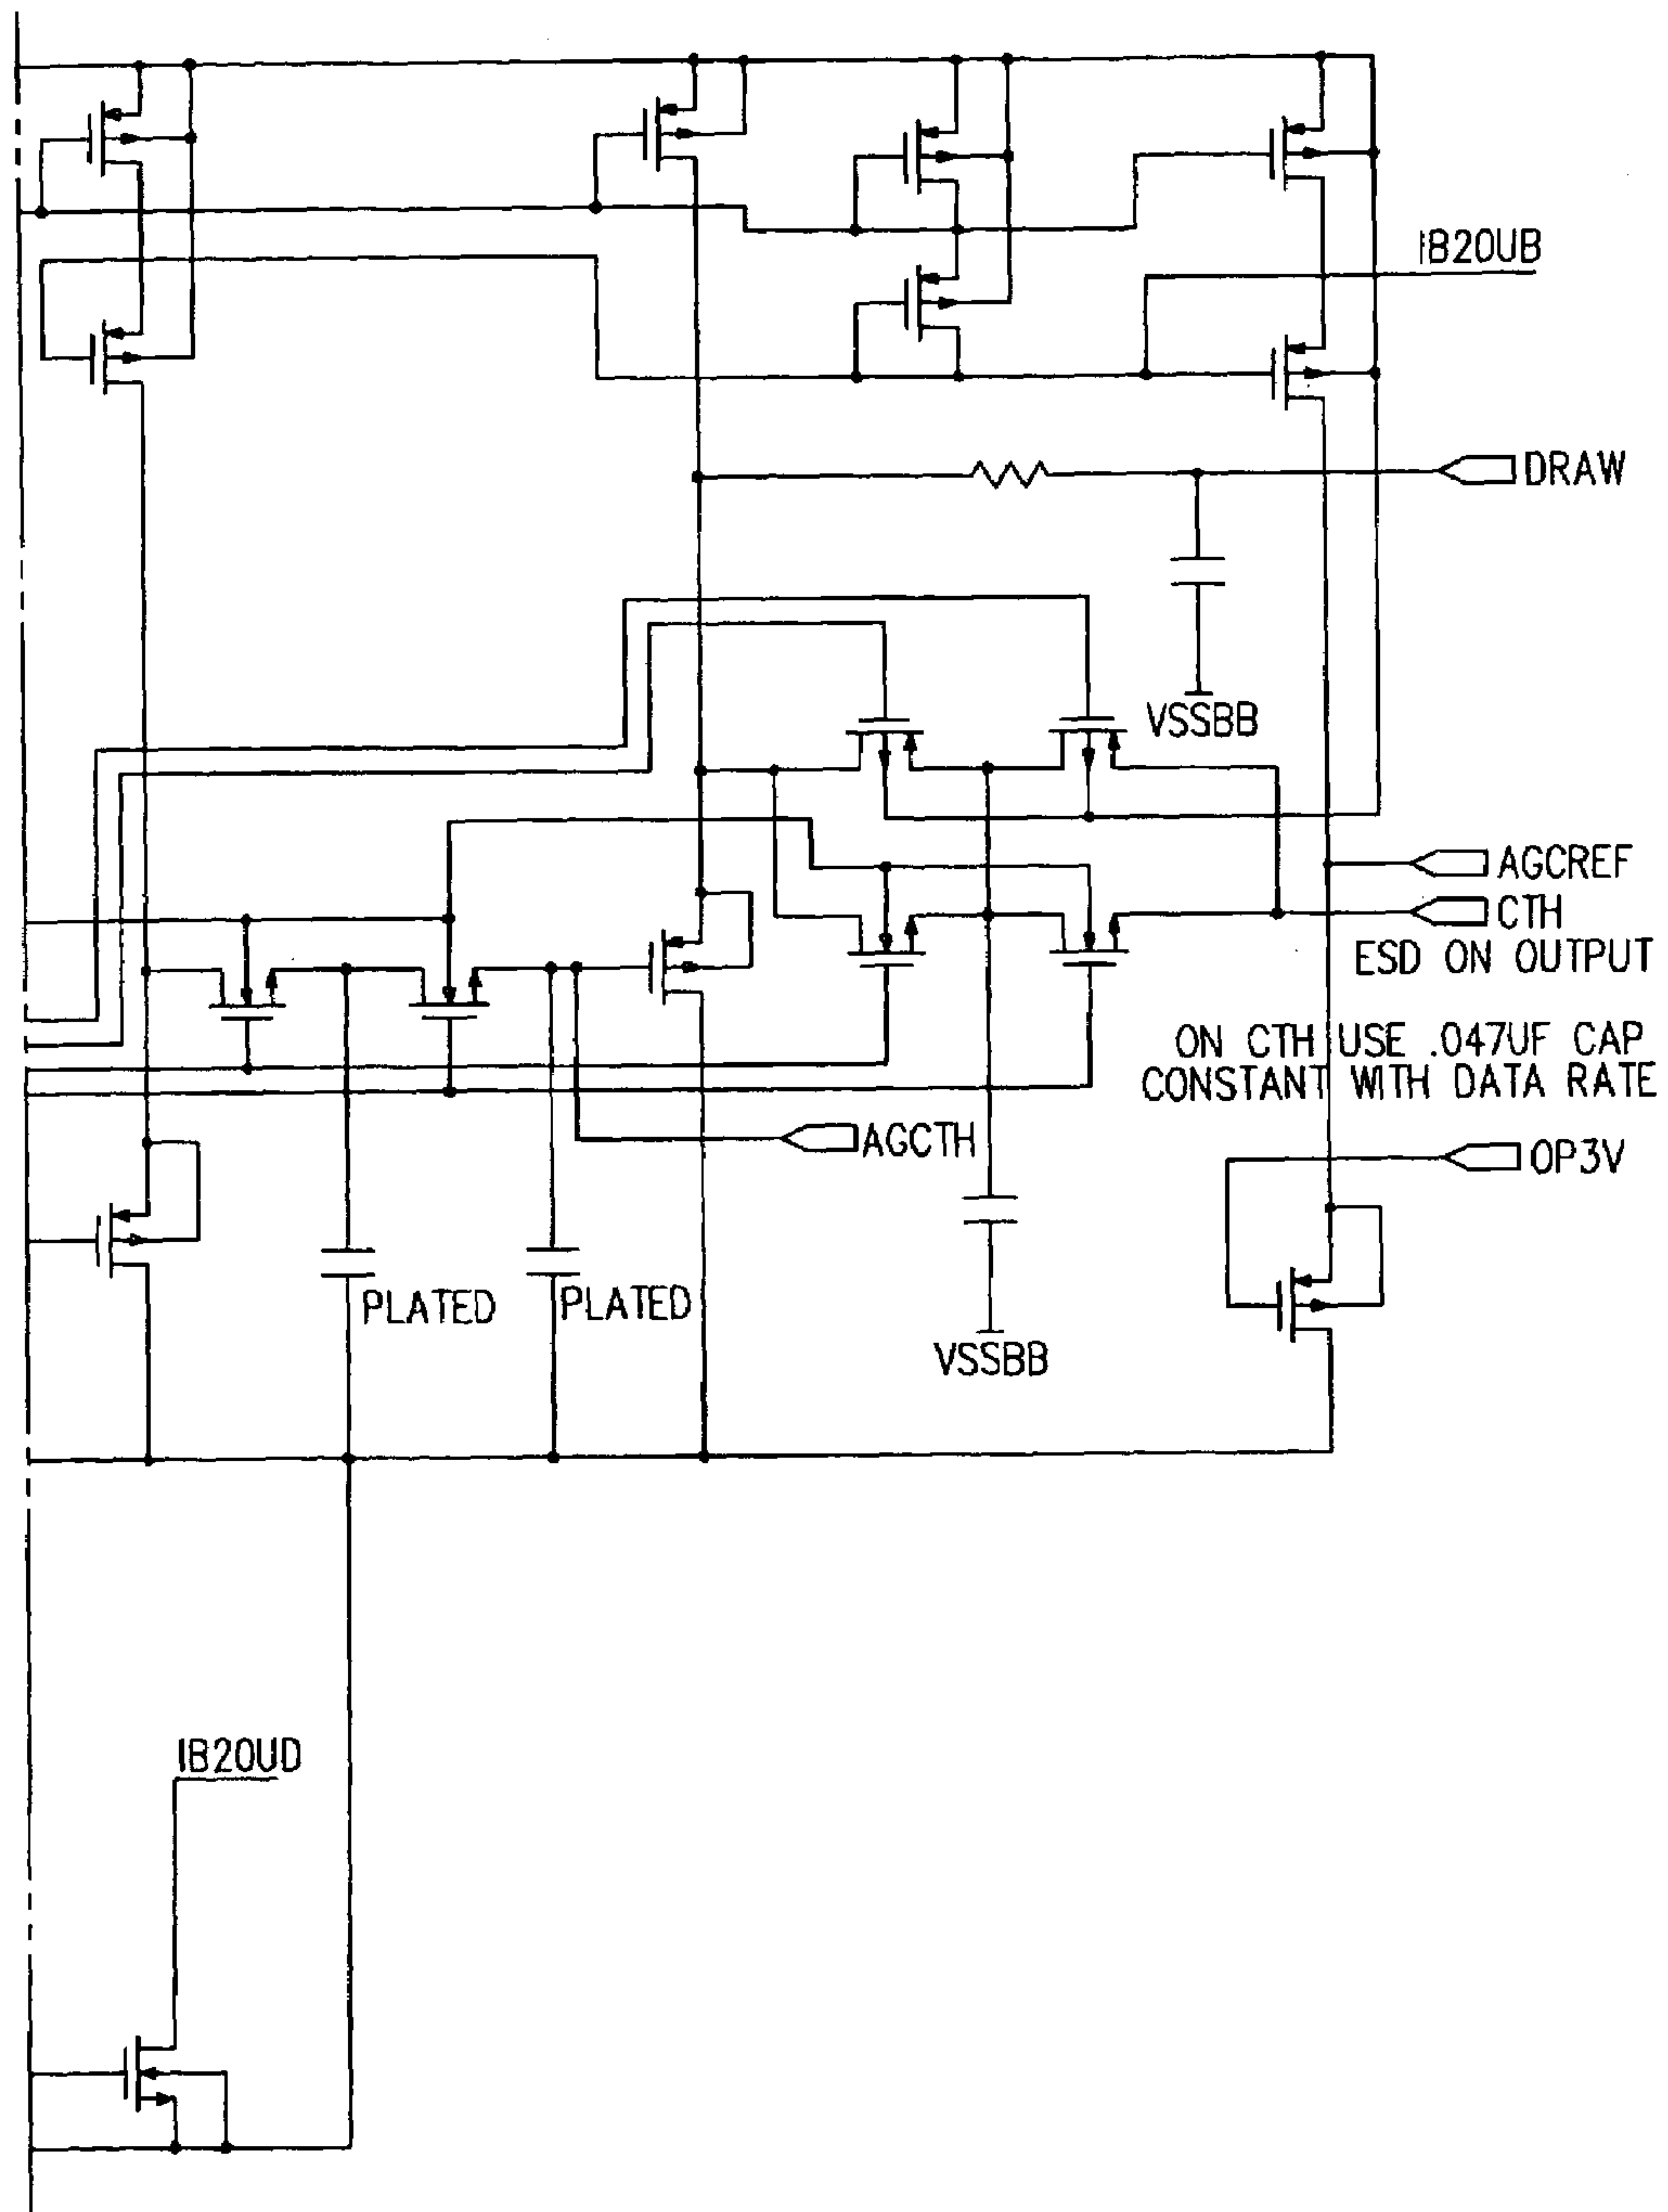 IB20UB
DRAW
VSSBB
AGCREF
CTH
ESD ON OUTPUT
ON CTH USE .047UF CAP
CONSTANT WITH DATA RATE
AGCTH
OP3V
PLATED
PLATED
VSSBB
IB20UD